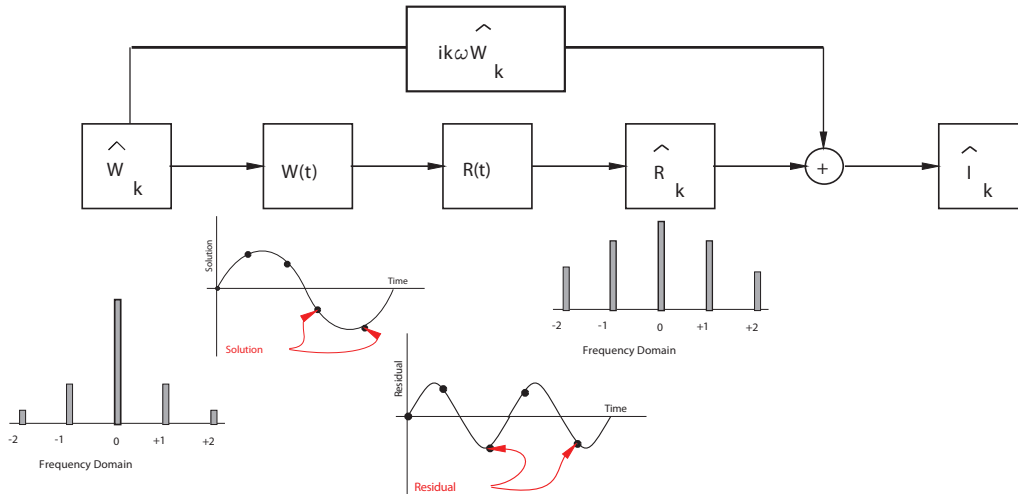 ikωŴ k
Ŵ k
W(t)
R(t)
R̂ k
+
Î k
Solution
Time
Solution
-2 -1 0 +1 +2
Frequency Domain
Residual
Time
Residual
-2 -1 0 +1 +2
Frequency Domain